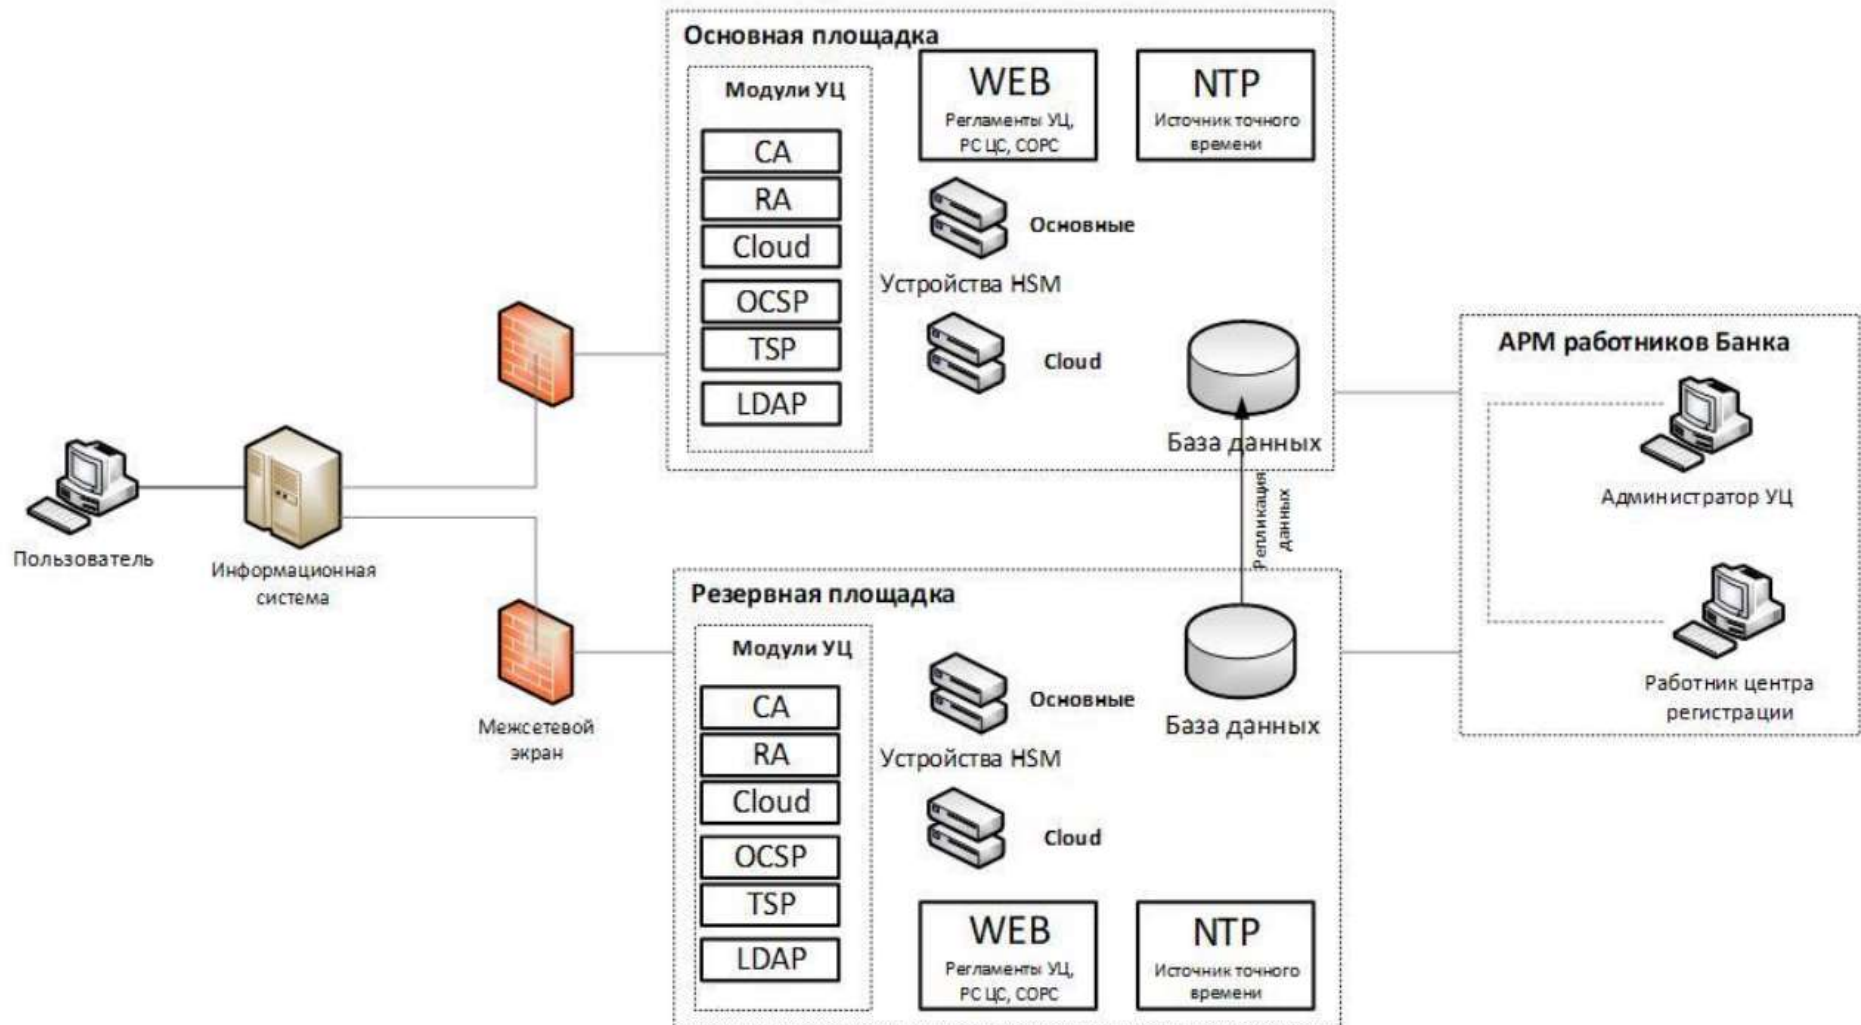 Основная площадка
Модули УЦ
CA
RA
Cloud
OCSP
TSP
LDAP
WEB
Регламенты УЦ,
РС ЦС, СОРС
NTP
Источник точного
времени
Основные
Устройства HSM
Cloud
База данных
Репликация
данных
АРМ работников Банка
Администратор УЦ
Работник центра
регистрации
Пользователь
Информационная
система
Межсетевой
экран
Резервная площадка
Модули УЦ
CA
RA
Cloud
OCSP
TSP
LDAP
Основные
Устройства HSM
Cloud
База данных
WEB
Регламенты УЦ,
РС ЦС, СОРС
NTP
Источник точного
времени